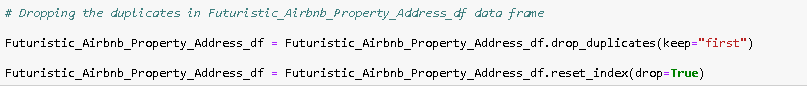 # Dropping the duplicates in Futuristic_Airbnb_Property_Address_df data frame
Futuristic_Airbnb_Property_Address_df = Futuristic_Airbnb_Property_Address_df.drop_duplicates(keep="first")
Futuristic_Airbnb_Property_Address_df = Futuristic_Airbnb_Property_Address_df.reset_index(drop=True)